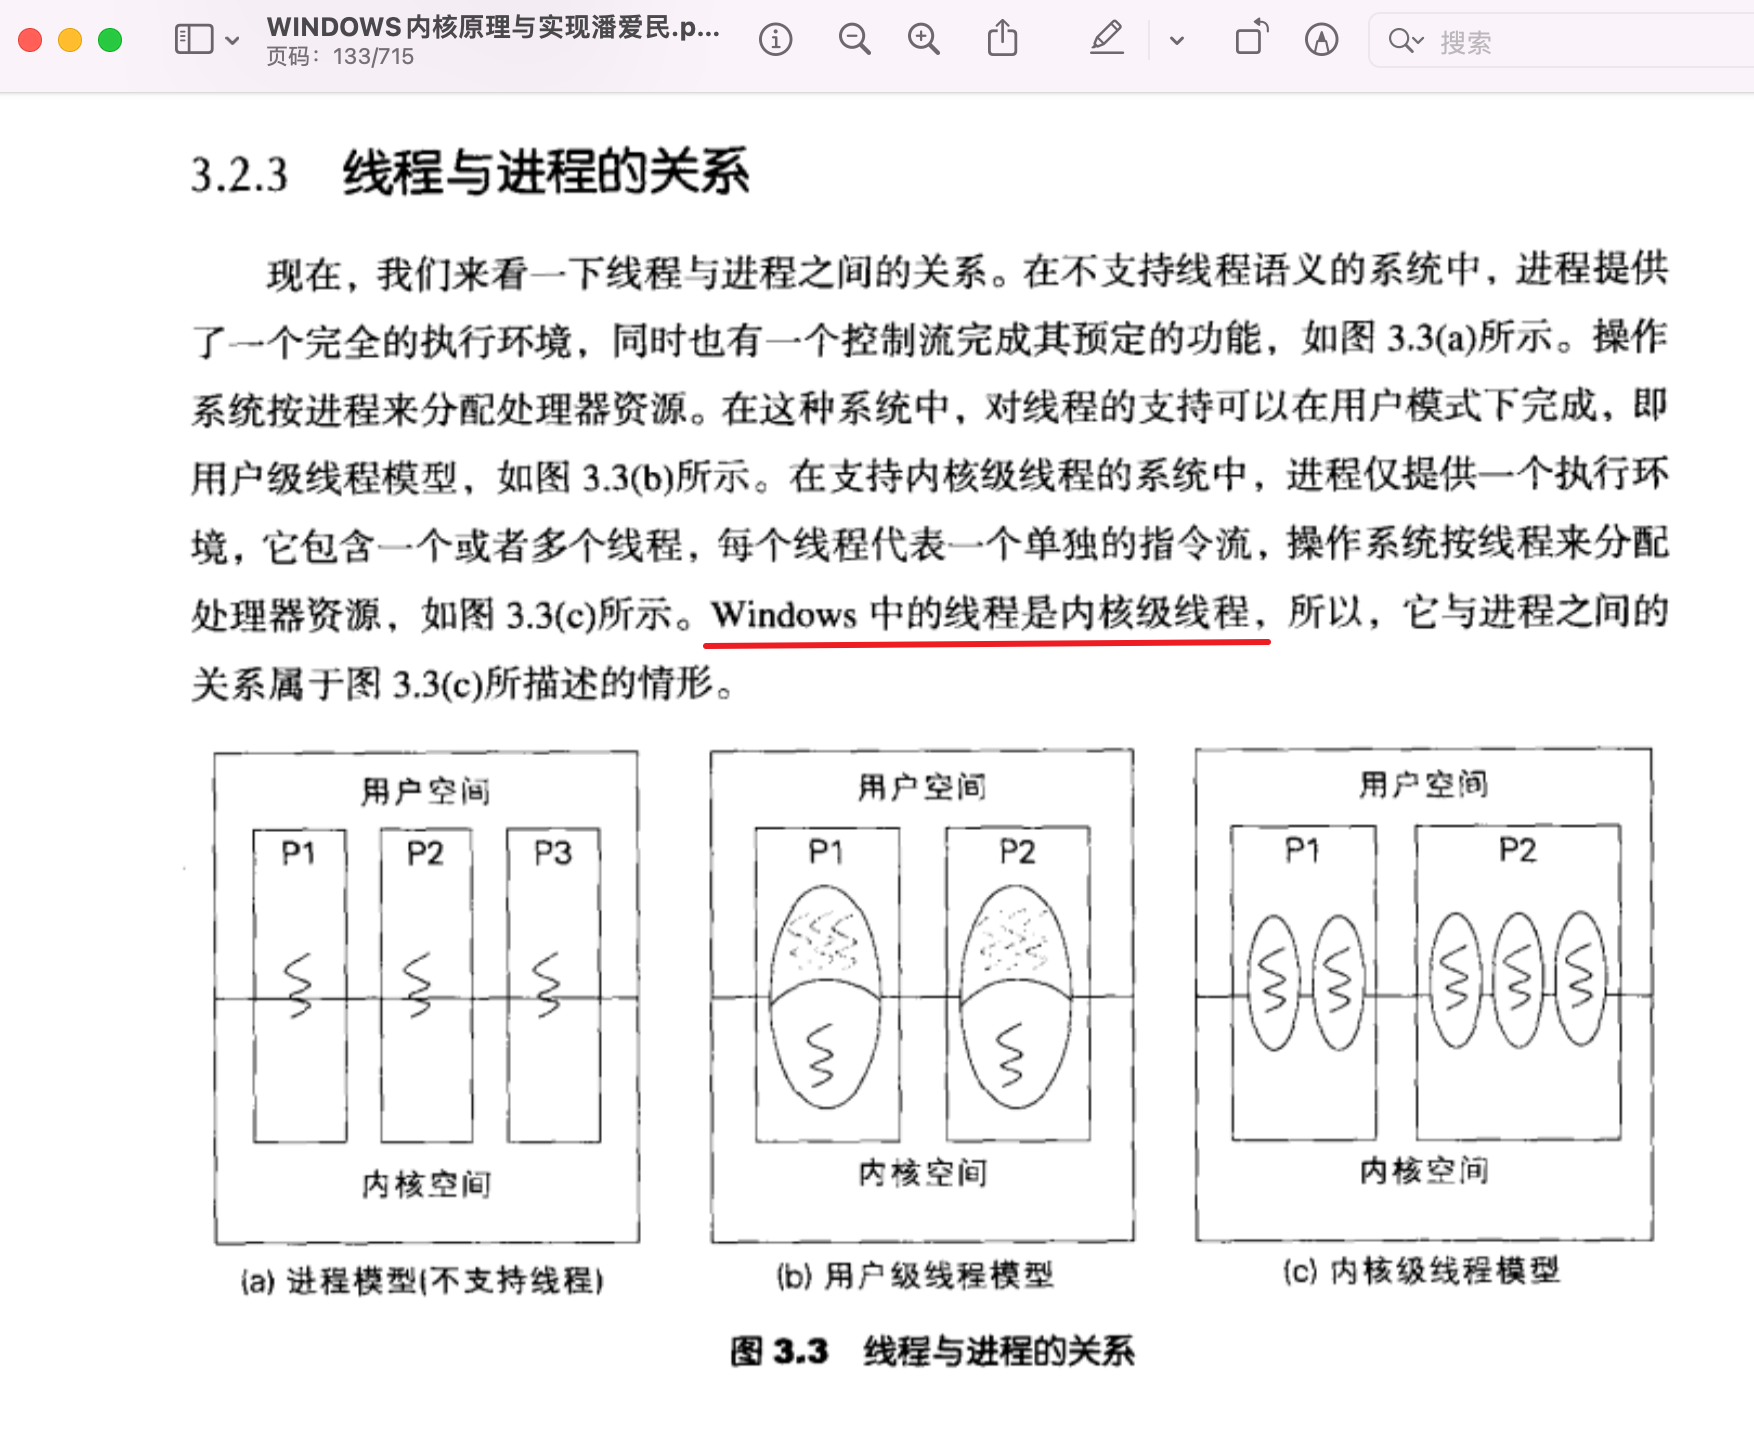 WINDOWS内核原理与实现潘爱民.p...
页码：133/715
搜索
3.2.3 线程与进程的关系
现在，我们来看一下线程与进程之间的关系。在不支持线程语义的系统中，进程提供
了一个完全的执行环境，同时也有一个控制流完成其预定的功能，如图 3.3(a)所示。操作
系统按进程来分配处理器资源。在这种系统中，对线程的支持可以在用户模式下完成，即
用户级线程模型，如图 3.3(b)所示。在支持内核级线程的系统中，进程仅提供一个执行环
境，它包含一个或者多个线程，每个线程代表一个单独的指令流，操作系统按线程来分配
处理器资源，如图 3.3(c)所示。Windows 中的线程是内核级线程，所以，它与进程之间的
关系属于图 3.3(c)所描述的情形。
用户空间
P1 P2 P3
内核空间
(a) 进程模型(不支持线程)
用户空间
P1 P2
内核空间
(b) 用户级线程模型
用户空间
P1 P2
内核空间
(c) 内核级线程模型
图 3.3 线程与进程的关系